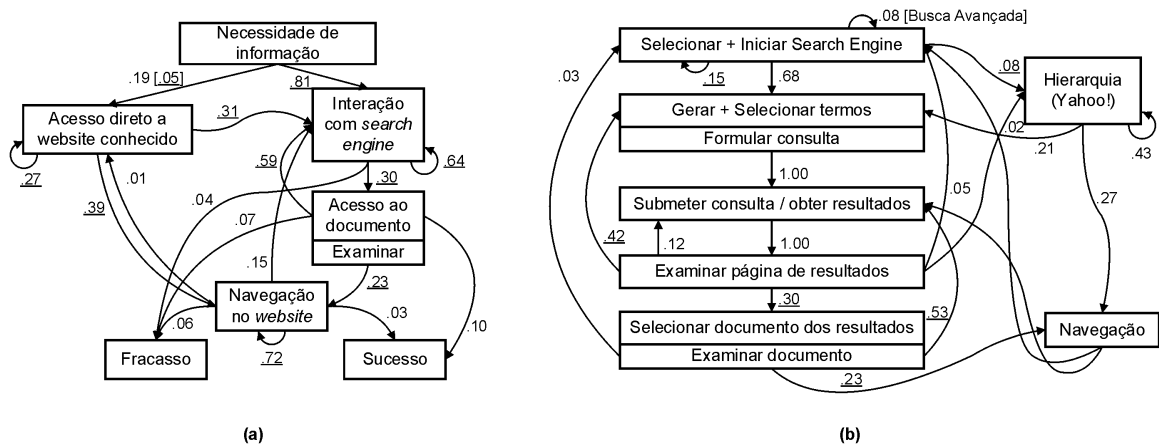 Necessidade de
informação
.19 [.05]
.81
Acesso direto a
website conhecido
.31
Interação
com search
engine
.27
.59
.64
.01
.04
.30
.39
.07
Acesso ao
documento
Examinar
.15
.23
Navegação
no website
.03
.10
.06
.72
Fracasso
Sucesso
(a)
.08 [Busca Avançada]
Selecionar + Iniciar Search Engine
.03
.15
.68
.08
Hierarquia
(Yahoo!)
Gerar + Selecionar termos
Formular consulta
.02
.21
.43
1.00
.05
Submeter consulta / obter resultados
.27
.42
.12
1.00
Examinar página de resultados
.30
Selecionar documento dos resultados
.53
Navegação
Examinar documento
.23
(b)